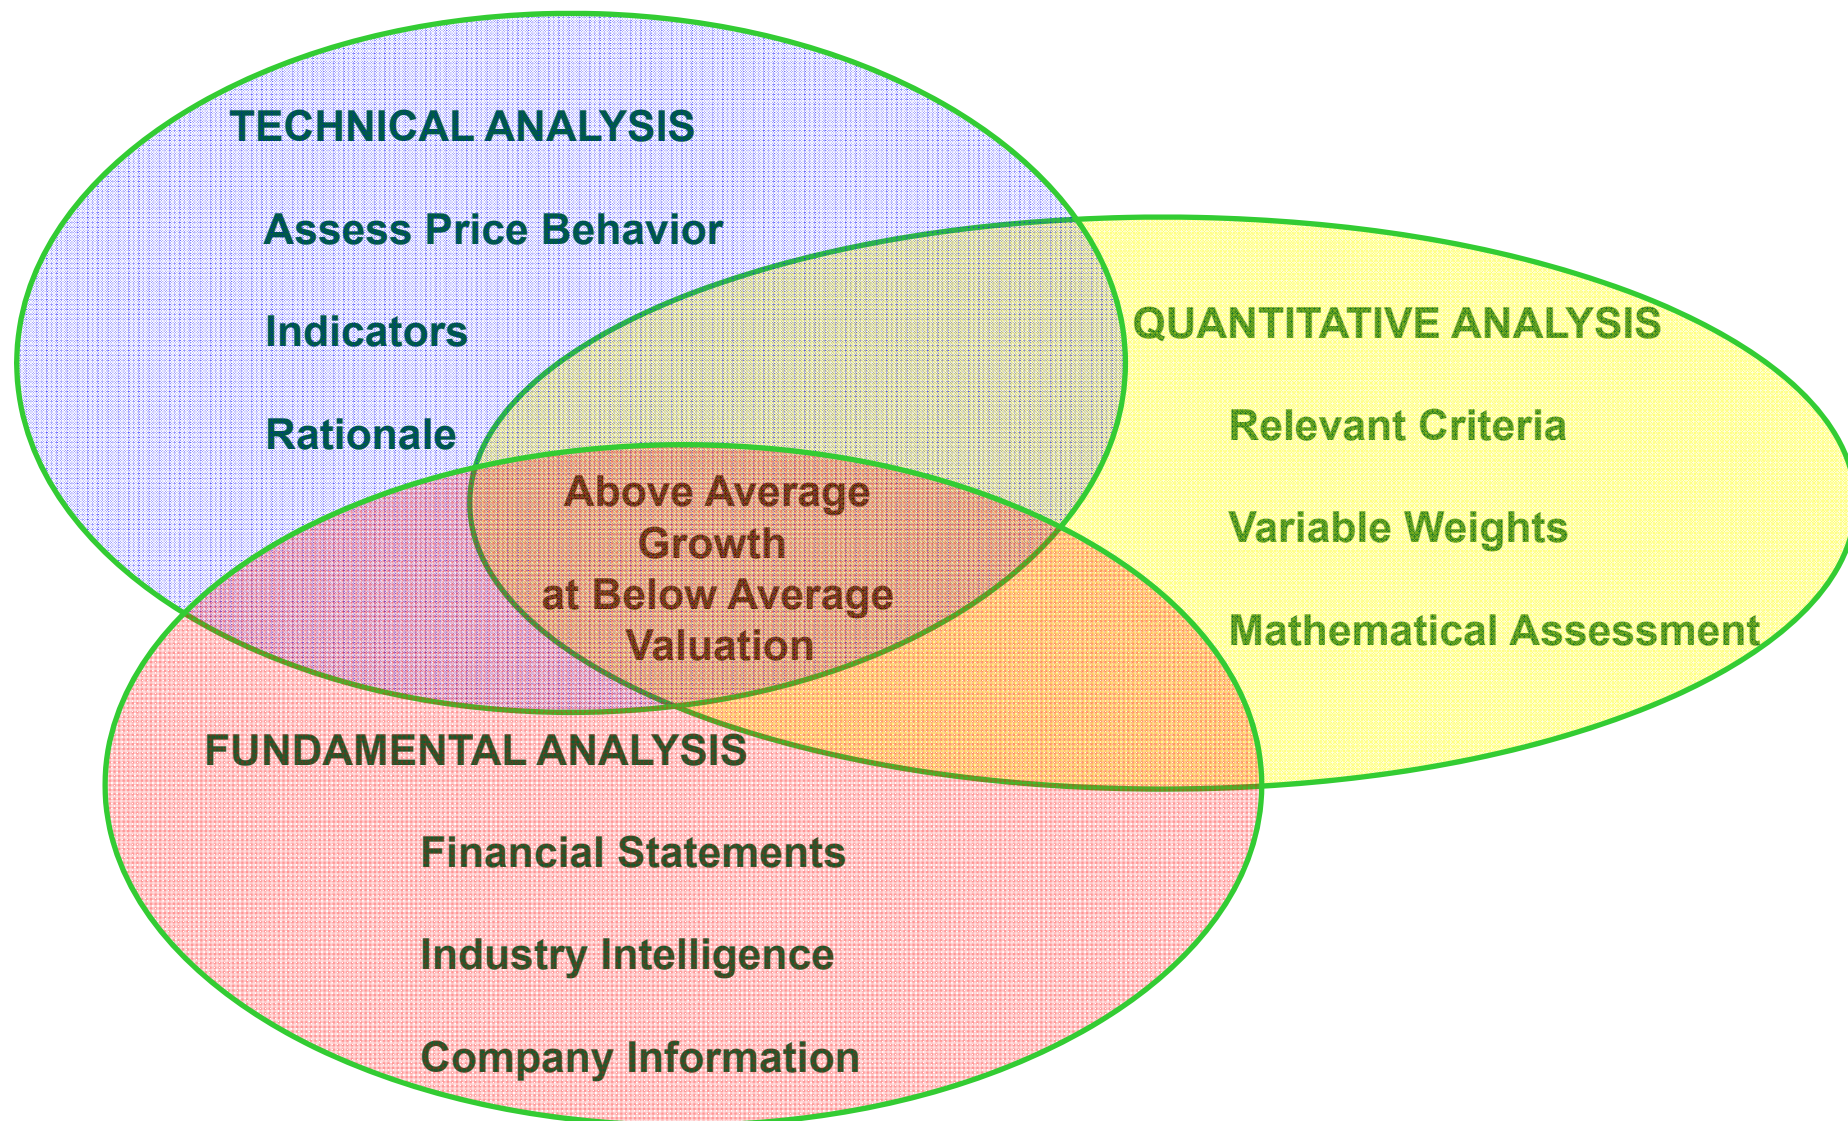 TECHNICAL ANALYSIS
Assess Price Behavior
Indicators
Rationale
QUANTITATIVE ANALYSIS
Relevant Criteria
Variable Weights
Mathematical Assessment
Above Average
Growth
at Below Average
Valuation
FUNDAMENTAL ANALYSIS
Financial Statements
Industry Intelligence
Company Information